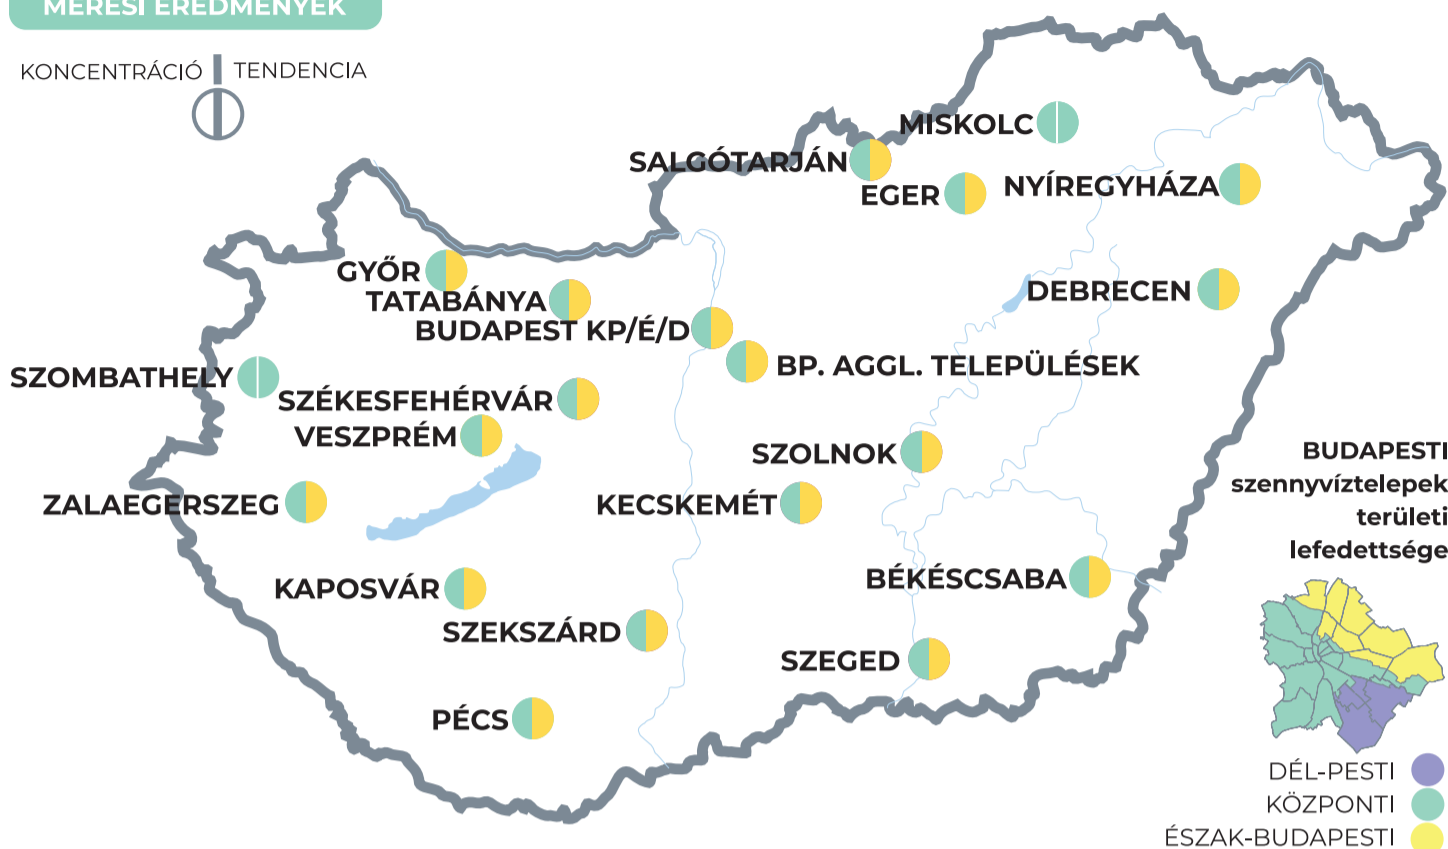 MÉRÉSI EREDMÉNYEK
KONCENTRÁCIÓ TENDENCIA
MISKOLC
SALGÓTARJÁN
EGER
NYÍREGYHÁZA
GYŐR
TATABÁNYA
DEBRECEN
BUDAPEST KP/É/D
BP. AGGL. TELEPÜLÉSEK
SZOMBATHELY
SZÉKESFEHÉRVÁR
VESZPRÉM
SZOLNOK
ZALAEGERSZEG
KECSKEMÉT
BÉKÉSCSABA
KAPOSVÁR
SZEKSZÁRD
SZEGED
PÉCS
BUDAPESTI
szennyvíztelepek
területi
lefedettsége
DÉL-PESTI
KÖZPONTI
ÉSZAK-BUDAPESTI